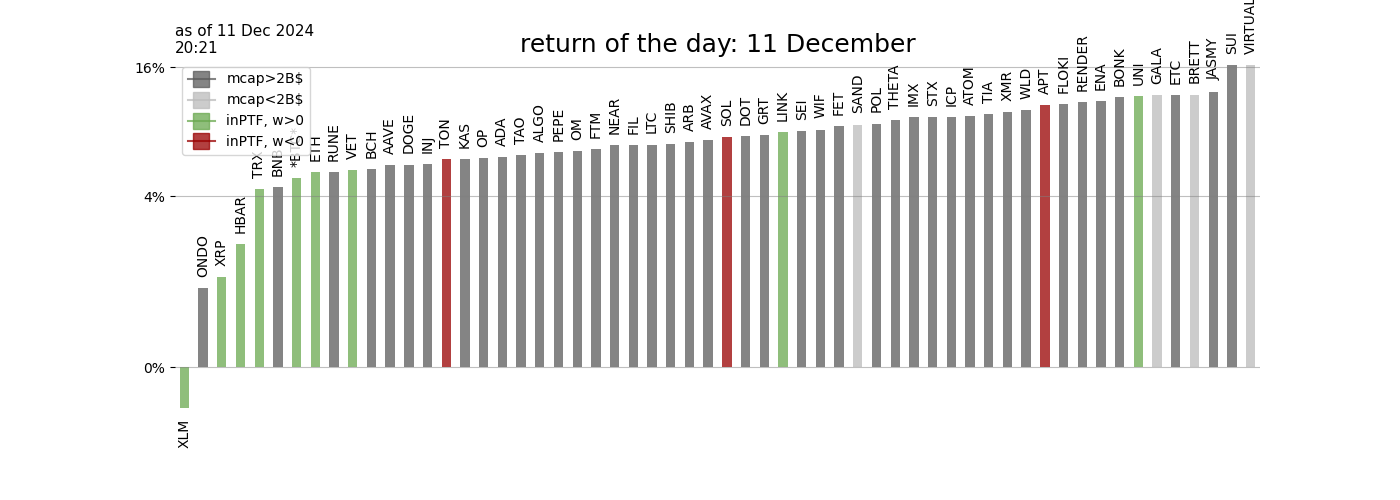 as of 11 Dec 2024
20:21
return of the day: 11 December
16%
4%
0%
mcap>2B$
mcap<2B$
inPTF, w>0
inPTF, w<0
XLM
ONDO
XRP
HBAR
TRX
BNB
*BTC*
ETH
RUNE
VET
BCH
AAVE
DOGE
INJ
TON
KAS
OP
ADA
TAO
ALGO
PEPE
OM
FTM
NEAR
FIL
LTC
SHIB
ARB
AVAX
SOL
DOT
GRT
LINK
SEI
WIF
FET
SAND
POL
THETA
IMX
STX
ICP
ATOM
TIA
XMR
WLD
APT
FLOKI
RENDER
ENA
BONK
UNI
GALA
ETC
BRETT
JASMY
SUI
VIRTUAL